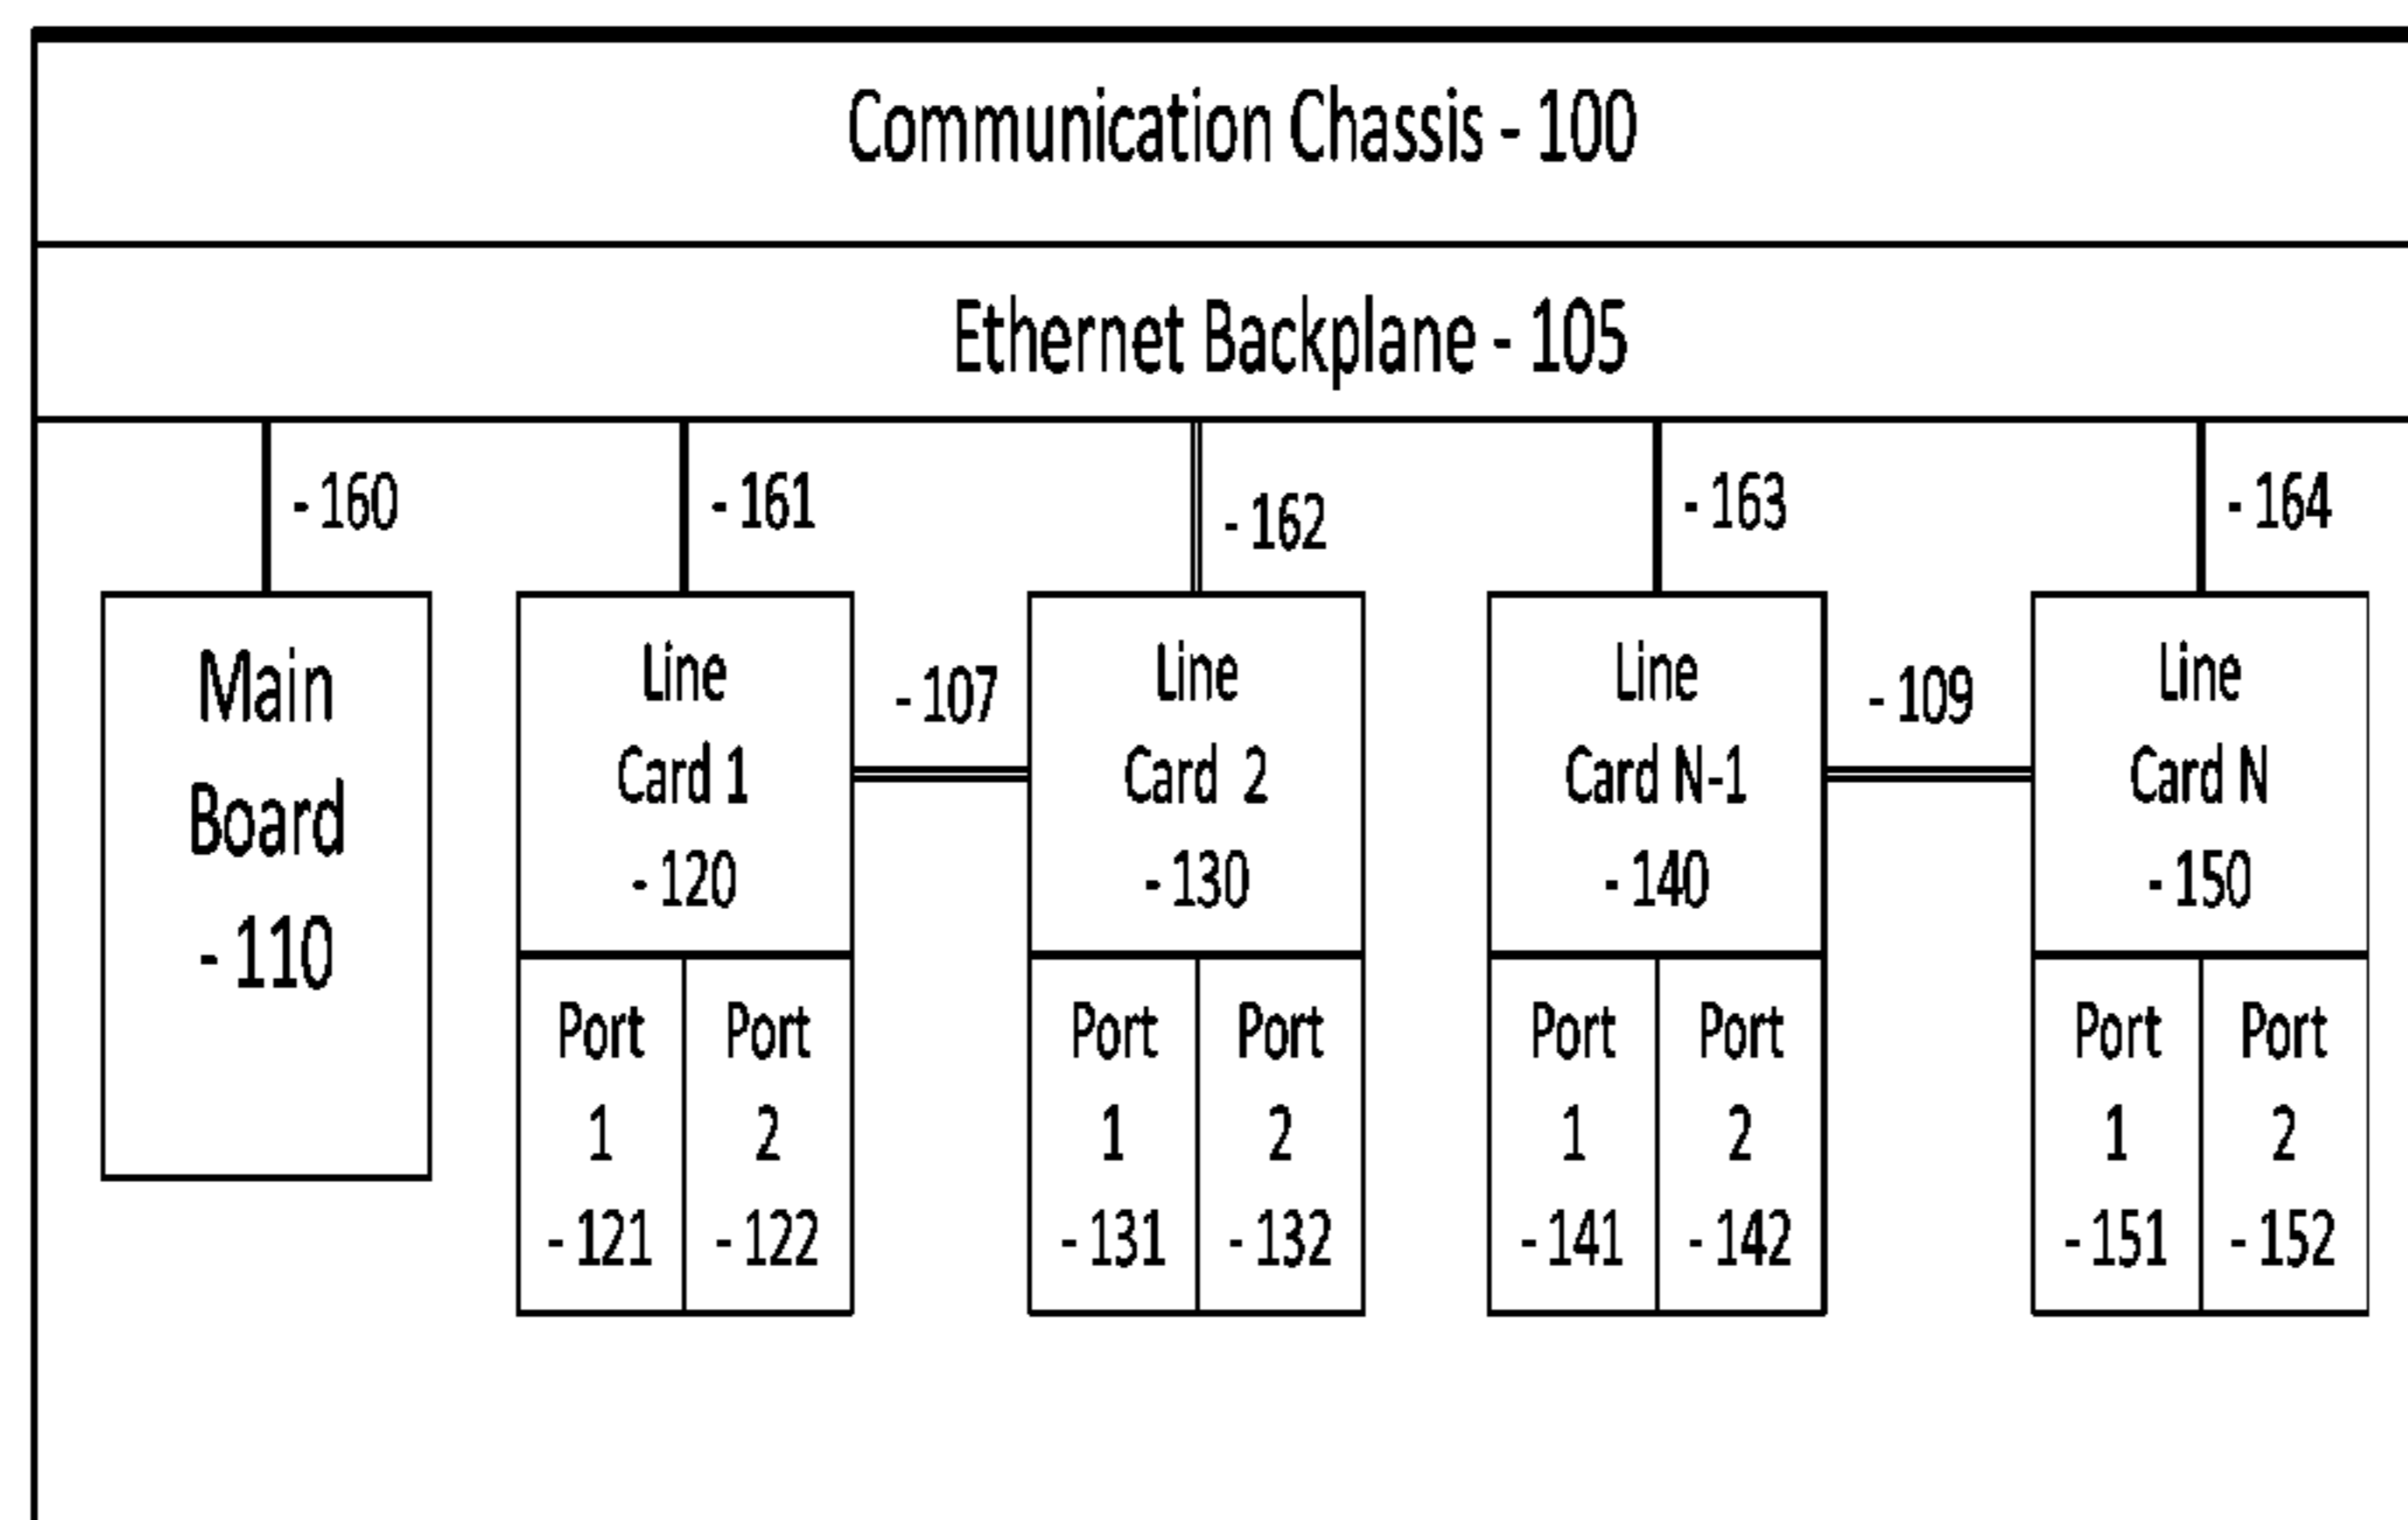 Communication Chassis - 100
Ethernet Backplane - 105
- 160
- 161
- 162
- 163
- 164
Main
Board
- 110
Line
Card 1
- 120
- 107
Line
Card 2
- 130
Line
Card N-1
- 140
- 109
Line
Card N
- 150
Port
1
- 121
Port
2
- 122
Port
1
- 131
Port
2
- 132
Port
1
- 141
Port
2
- 142
Port
1
- 151
Port
2
- 152